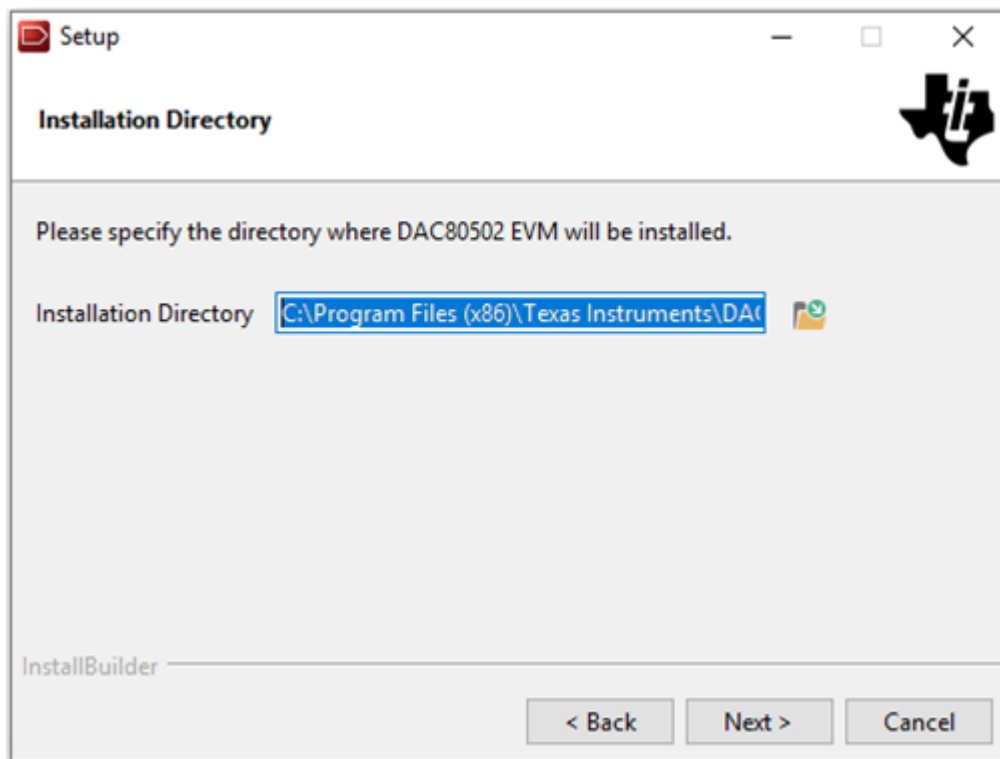 Setup
Installation Directory
ti
Please specify the directory where DAC80502 EVM will be installed.
Installation Directory C:\Program Files (x86)\Texas Instruments\DA
InstallBuilder
< Back Next > Cancel